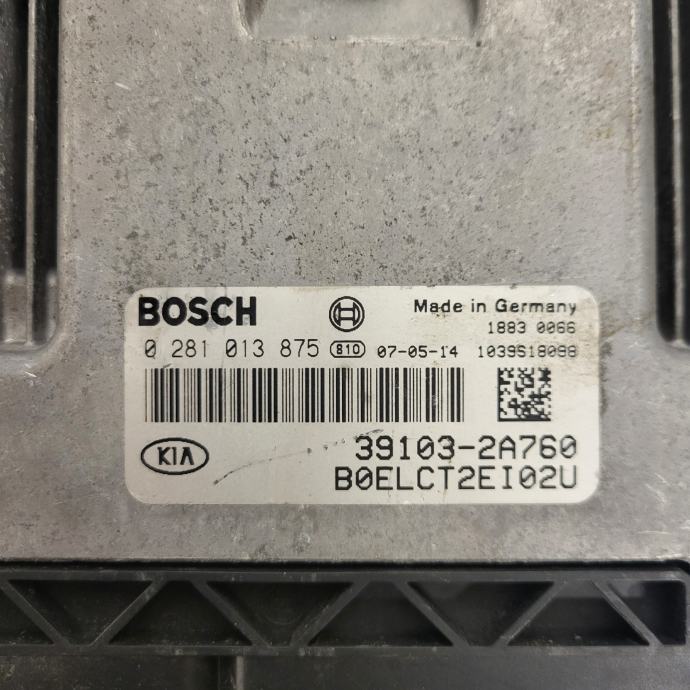 BOSCH
Made in Germany
1883 0066
0 281 013 875 810 07-05-14 1039S18098
KIA
39103-2A760
B0ELCT2EI02U